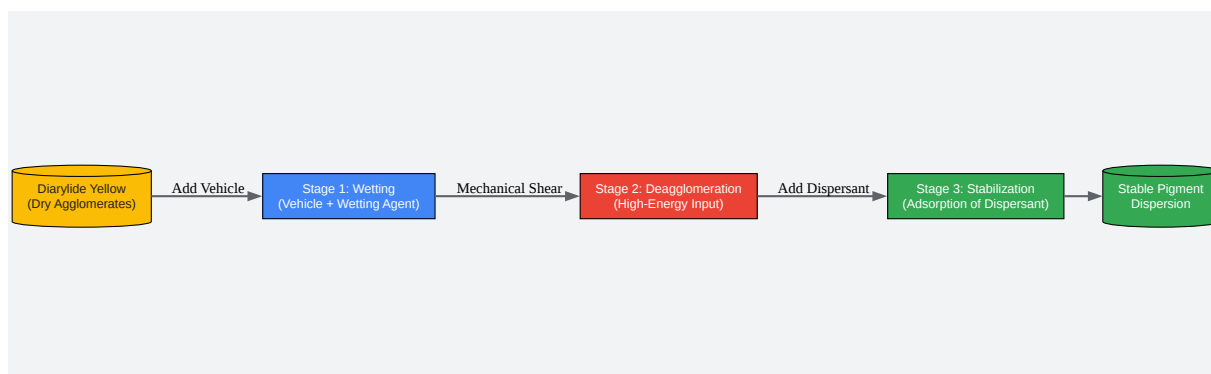 Diarylide Yellow
(Dry Agglomerates)
Add Vehicle
Stage 1: Wetting
(Vehicle + Wetting Agent)
Mechanical Shear
Stage 2: Deagglomeration
(High-Energy Input)
Add Dispersant
Stage 3: Stabilization
(Adsorption of Dispersant)
Stable Pigment
Dispersion